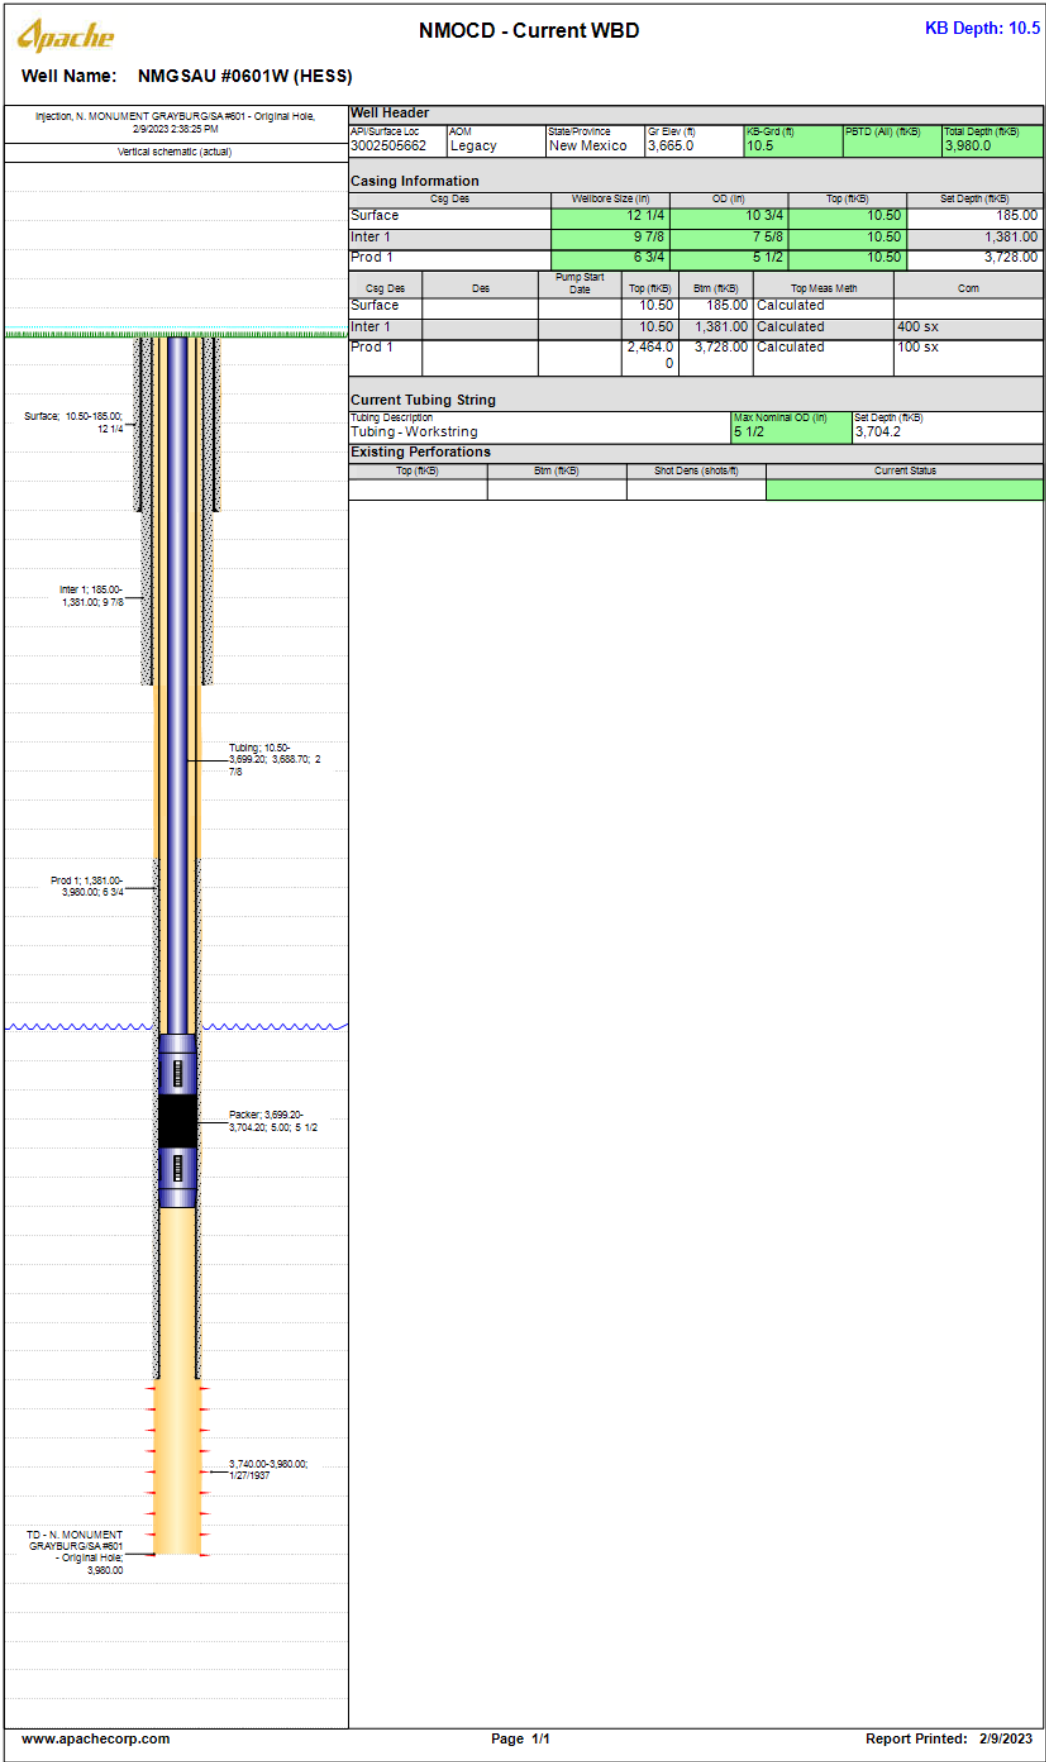 Apache
NMOCD - Current WBD
KB Depth: 10.5
Well Name: NMGSAU #0601W (HESS)
Injection, N. MONUMENT GRAYBURG/SA #601 - Original Hole,
2/9/2023 2:38:25 PM
Vertical schematic (actual)
Surface; 10.50-185.00;
12 1/4
Inter 1; 185.00-
1,381.00; 9 7/8
Tubing; 10.50-
3,699.20; 3,688.70; 2
7/8
Prod 1; 1,381.00-
3,980.00; 6 3/4
Packer; 3,699.20-
3,704.20; 5.00; 5 1/2
3,740.00-3,980.00;
1/27/1937
TD - N. MONUMENT
GRAYBURG/SA #601
- Original Hole;
3,980.00
Well Header
API/Surface Loc AOM State/Province Gr Elev (ft) KB-Grd (ft) PBTD (All) (ftKB) Total Depth (ftKB)
3002505662 Legacy New Mexico 3,665.0 10.5 3,980.0
Casing Information
Csg Des Wellbore Size (in) OD (in) Top (ftKB) Set Depth (ftKB)
Surface 12 1/4 10 3/4 10.50 185.00
Inter 1 9 7/8 7 5/8 10.50 1,381.00
Prod 1 6 3/4 5 1/2 10.50 3,728.00
Csg Des Des Pump Start Date Top (ftKB) Btm (ftKB) Top Meas Meth Com
Surface 10.50 185.00 Calculated
Inter 1 10.50 1,381.00 Calculated 400 sx
Prod 1 2,464.0 3,728.00 Calculated 100 sx
0
Current Tubing String
Tubing Description Max Nominal OD (in) Set Depth (ftKB)
Tubing - Workstring 5 1/2 3,704.2
Existing Perforations
Top (ftKB) Btm (ftKB) Shot Dens (shots/ft) Current Status
www.apachecorp.com Page 1/1 Report Printed: 2/9/2023